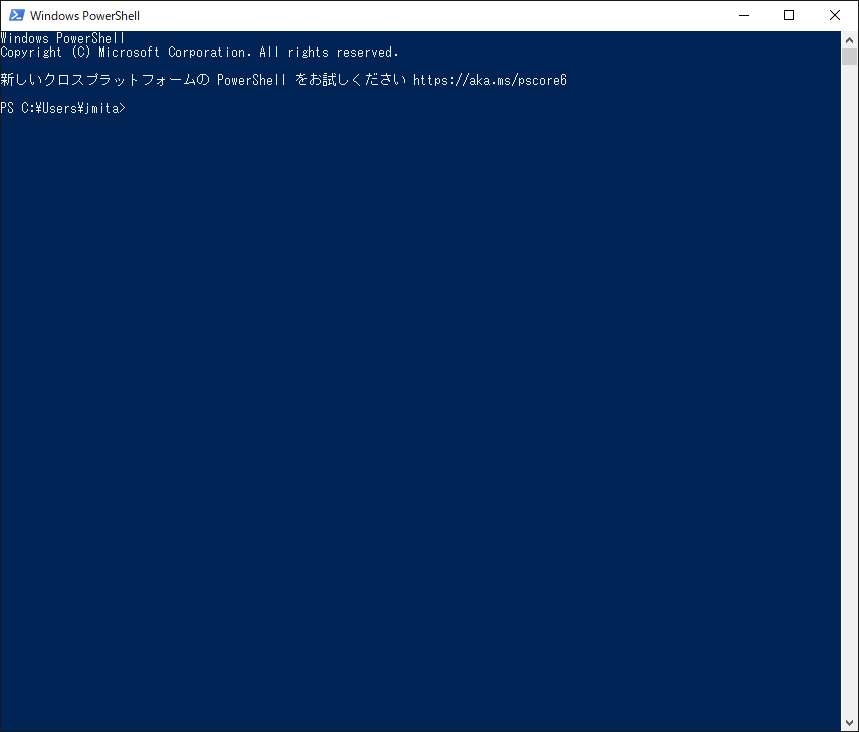 Windows PowerShell
Windows PowerShell
Copyright (C) Microsoft Corporation. All rights reserved.
新しいクロスプラットフォームの PowerShell をお試しください https://aka.ms/pscore6
PS C:¥Users¥jmita>